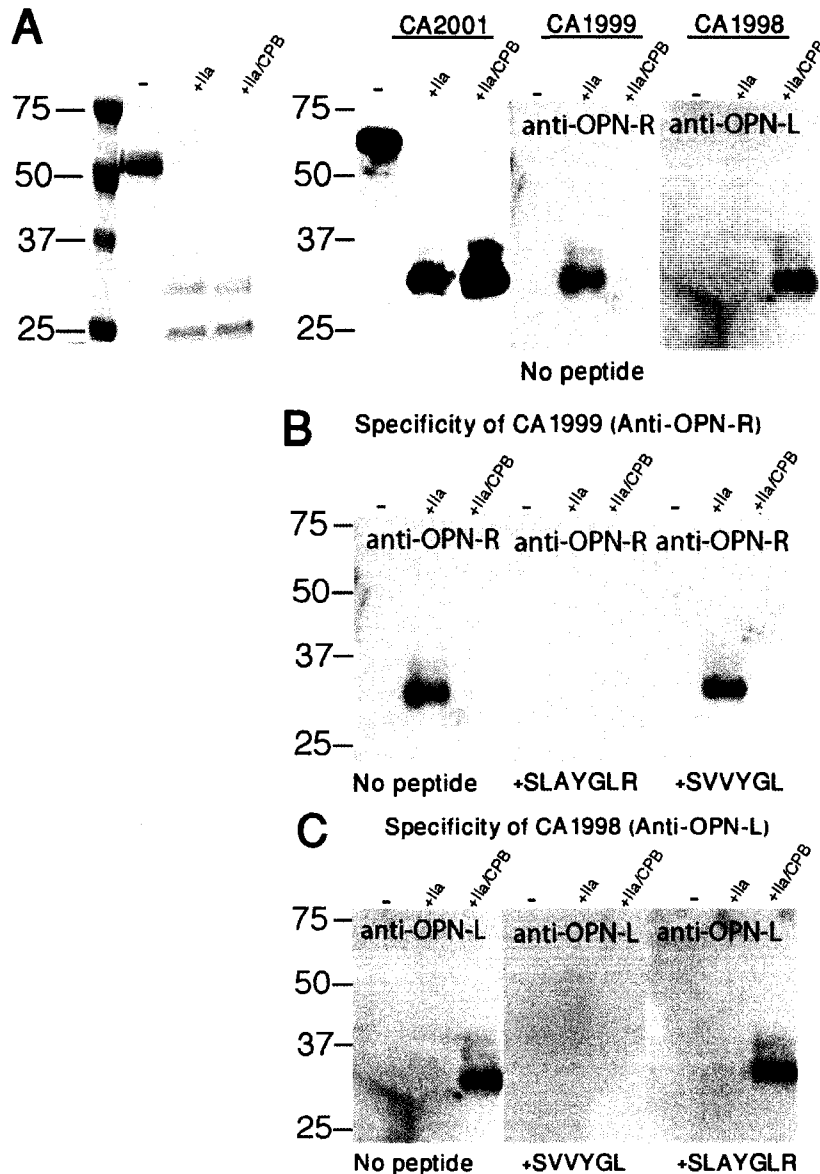 A
CA2001 CA1999 CA1998
- +IIa +IIa/CPB
- +IIa +IIa/CPB - +IIa +IIa/CPB - +IIa +IIa/CPB
75
50
37
25
75
50
37
25
anti-OPN-R anti-OPN-L
No peptide
B
Specificity of CA1999 (Anti-OPN-R)
- +IIa +IIa/CPB - +IIa +IIa/CPB - +IIa +IIa/CPB
75
anti-OPN-R anti-OPN-R anti-OPN-R
50
37
25
No peptide +SLAYGLR +SVVYGL
C
Specificity of CA1998 (Anti-OPN-L)
- +IIa +IIa/CPB - +IIa +IIa/CPB - +IIa +IIa/CPB
75
anti-OPN-L anti-OPN-L anti-OPN-L
50
37
25
No peptide +SVVYGL +SLAYGLR